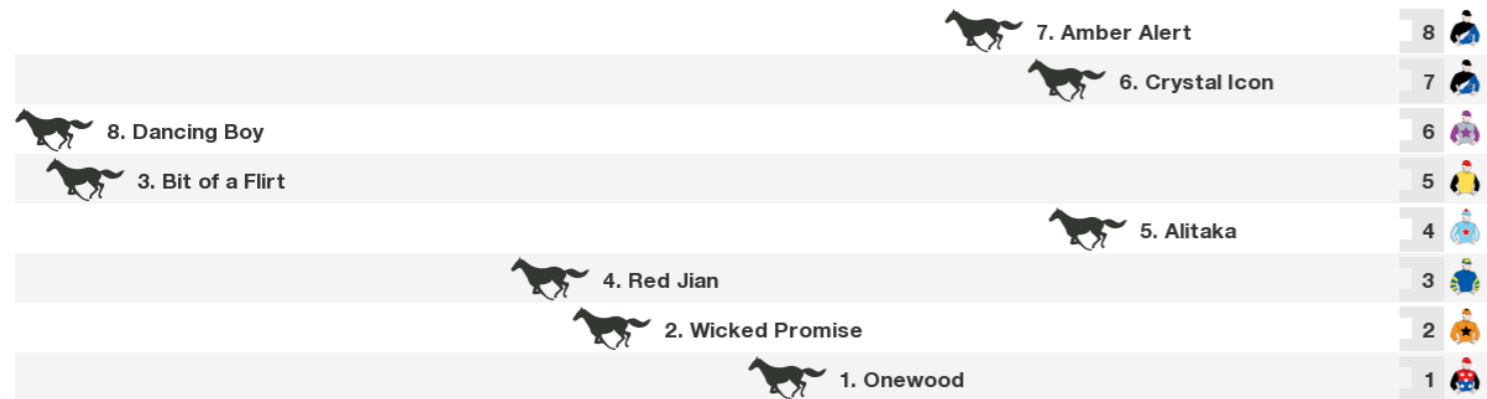 7. Amber Alert 8
6. Crystal Icon 7
8. Dancing Boy 6
3. Bit of a Flirt 5
5. Alitaka 4
4. Red Jian 3
2. Wicked Promise 2
1. Onewood 1